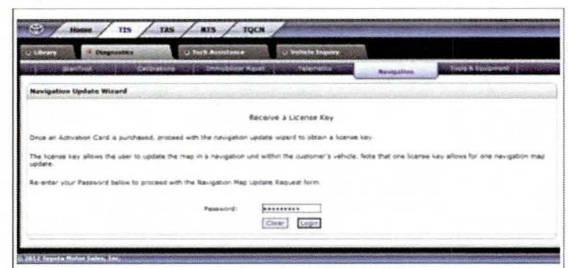 Home TIS TAS RTS TQCN
Library Diagnostics Tech Assistance Vehicle Inquiry
ScanTool Calibrations Immobilizer Reset Telematics Navigation Tools & Equipment
Navigation Update Wizard
Receive a License Key
Once an Activation Card is purchased, proceed with the navigation update wizard to obtain a license key.
The license key allows the user to update the map in a navigation unit within the customer's vehicle. Note that one license key allows for one navigation map
update.
Re-enter your Password below to proceed with the Navigation Map Update Request form.
Password: •••••••••
Clear Login
© 2012 Toyota Motor Sales, Inc.